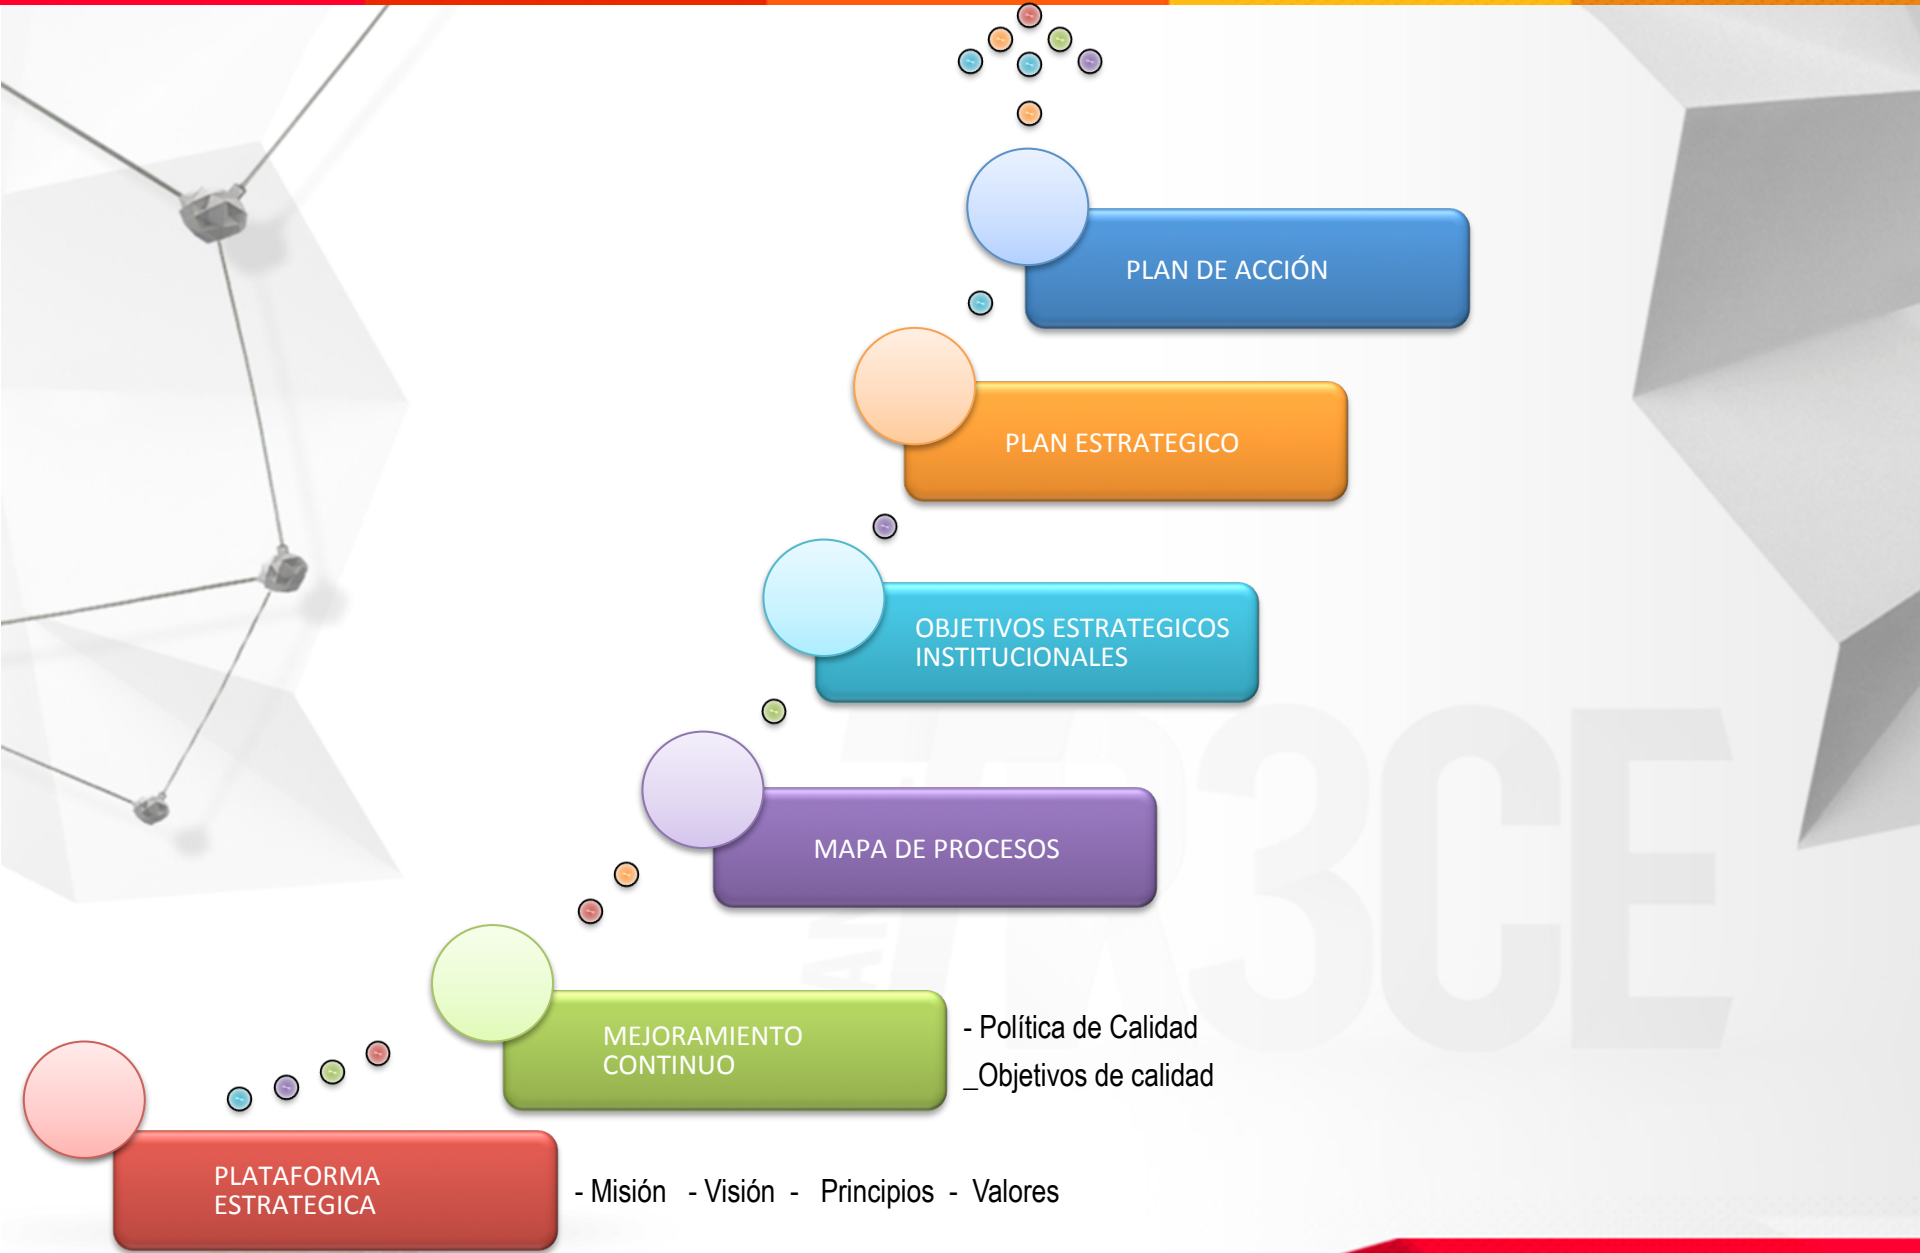 PLAN DE ACCIÓN
PLAN ESTRATEGICO
OBJETIVOS ESTRATEGICOS
INSTITUCIONALES
MAPA DE PROCESOS
MEJORAMIENTO
CONTINUO
- Política de Calidad
_Objetivos de calidad
PLATAFORMA
ESTRATEGICA
- Misión - Visión - Principios - Valores